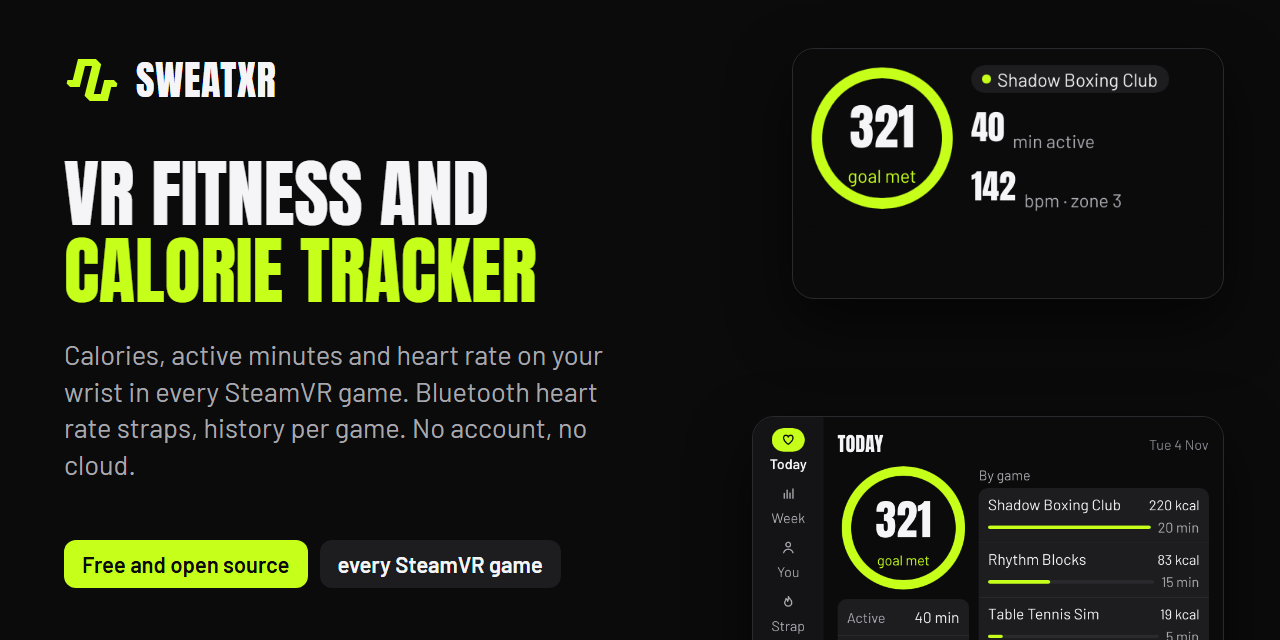 SWEATXR
VR FITNESS AND
CALORIE TRACKER
Calories, active minutes and heart rate on your
wrist in every SteamVR game. Bluetooth heart
rate straps, history per game. No account, no
cloud.
Free and open source
every SteamVR game
321
goal met
Shadow Boxing Club
40 min active
142 bpm · zone 3
Today
Week
You
Strap
TODAY
Tue 4 Nov
321
goal met
Active 40 min
By game
Shadow Boxing Club 220 kcal
20 min
Rhythm Blocks 83 kcal
15 min
Table Tennis Sim 19 kcal
5 min